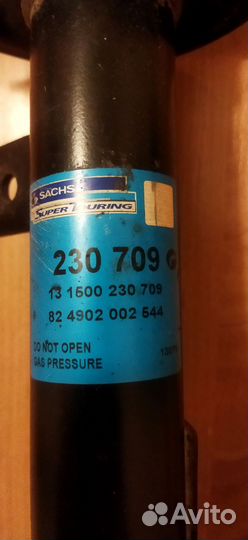 SACHS
SUPER TOURING
230 709
13 1500 230 709
82 4902 002 544
DO NOT OPEN
GAS PRESSURE
Avito